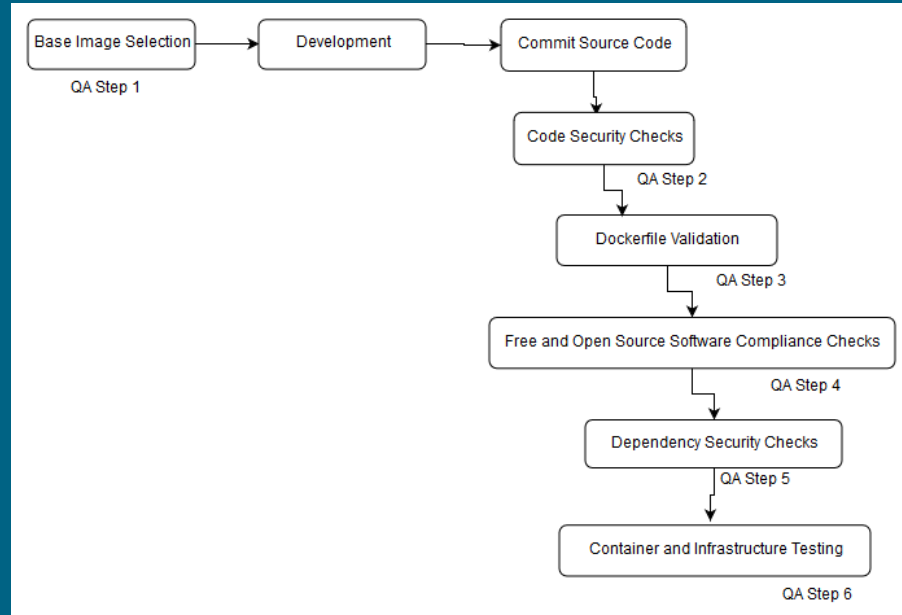 Base Image Selection
Development
Commit Source Code
QA Step 1
Code Security Checks
QA Step 2
Dockerfile Validation
QA Step 3
Free and Open Source Software Compliance Checks
QA Step 4
Dependency Security Checks
QA Step 5
Container and Infrastructure Testing
QA Step 6